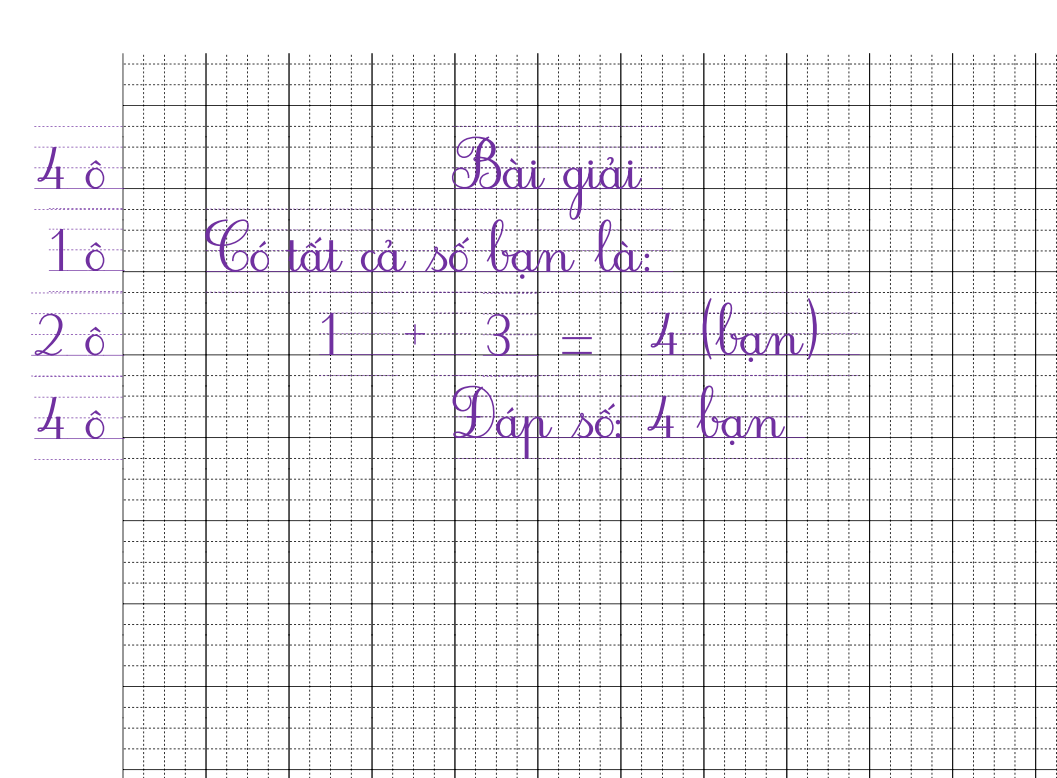 4 ô Bài giải
1 ô Có tất cả số bạn là:
2 ô 1 + 3 = 4 (bạn)
4 ô Đáp số: 4 bạn